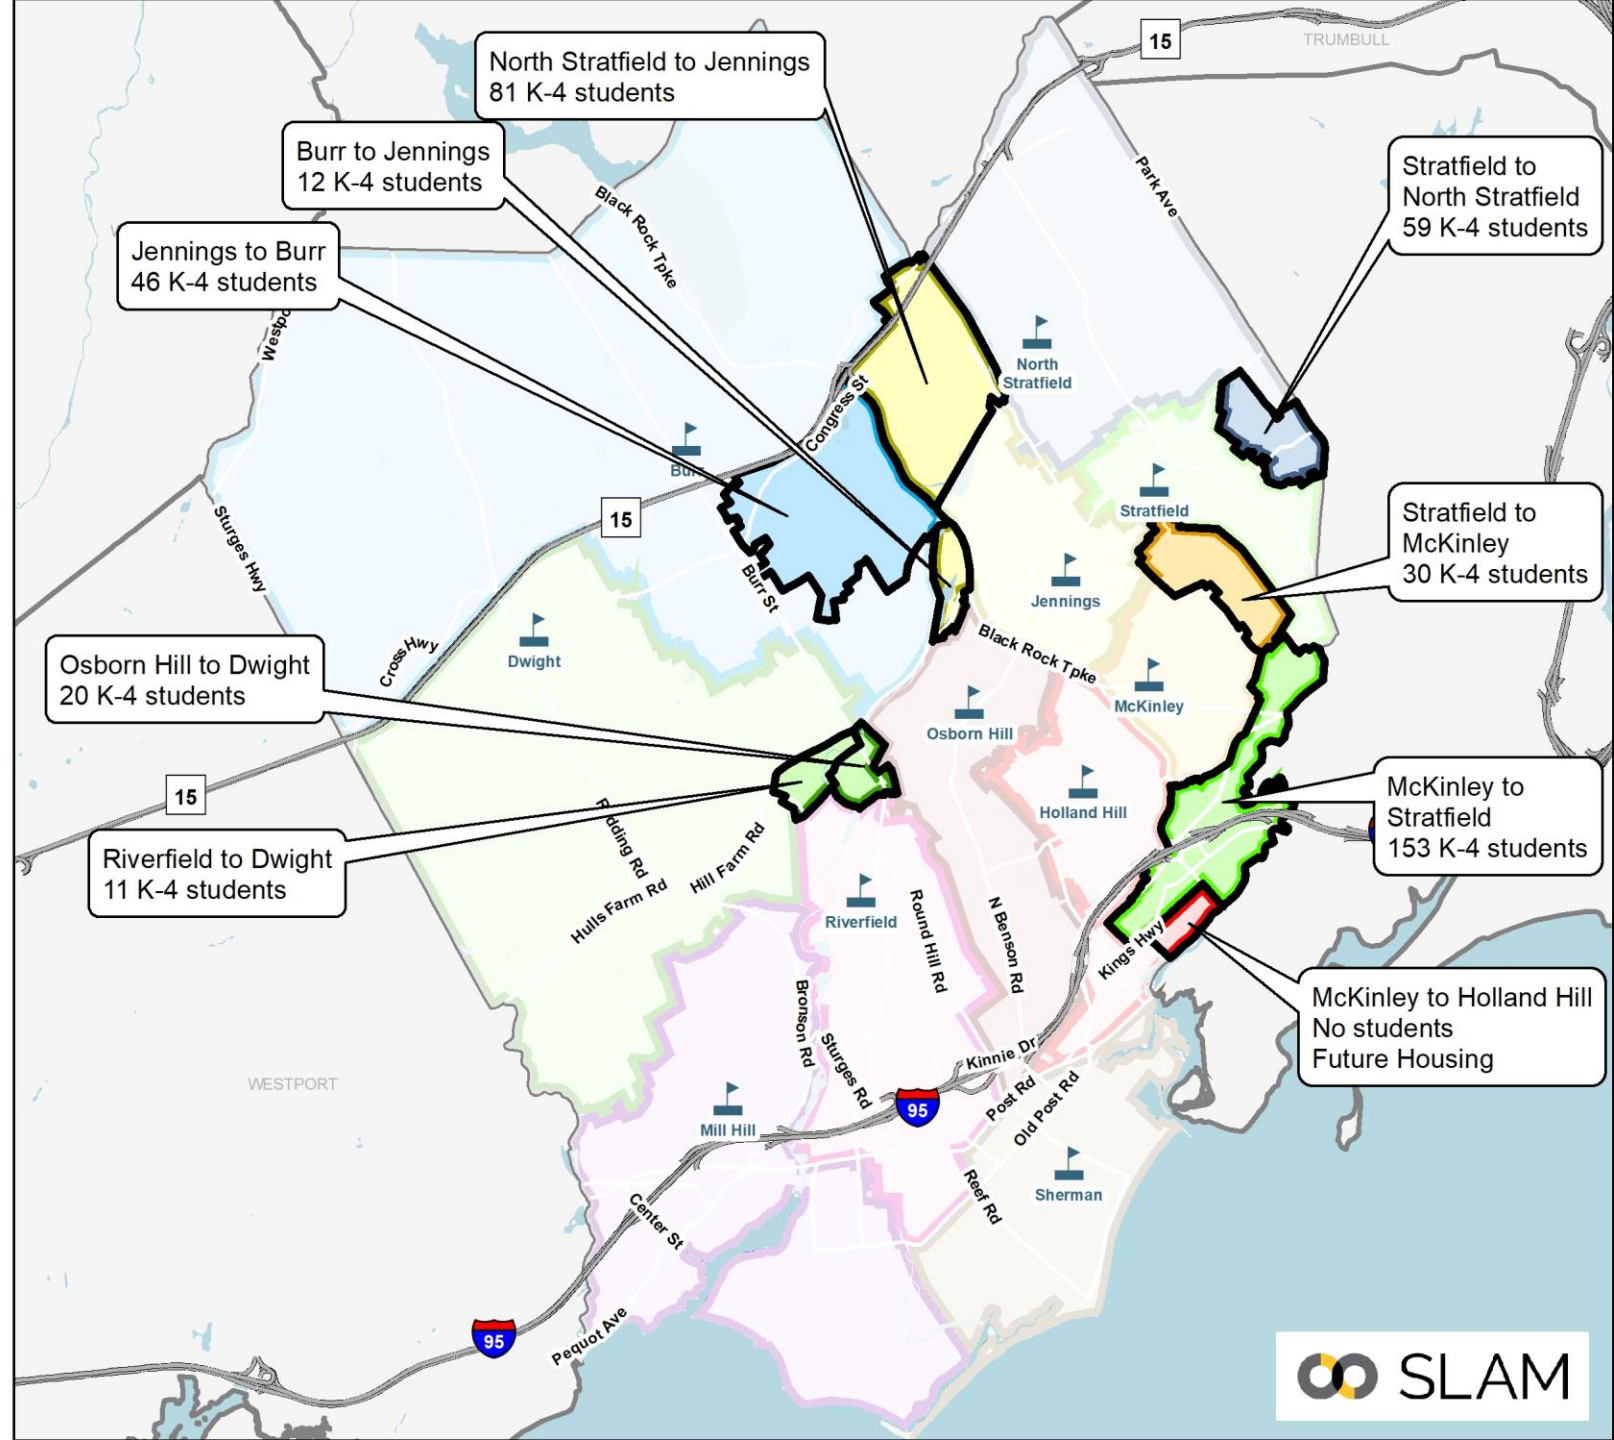 15
TRUMBULL
North Stratfield to Jennings
81 K-4 students
Burr to Jennings
12 K-4 students
Stratfield to
North Stratfield
59 K-4 students
Park Ave
Black Rock Tpke
Jennings to Burr
46 K-4 students
North
Stratfield
Congress St
Burr
Stratfield
15
Sturges Hwy
Stratfield to
McKinley
30 K-4 students
Burr St
Jennings
Black Rock Tpke
Dwight
Cross Hwy
Osborn Hill to Dwight
20 K-4 students
McKinley
Osborn Hill
15
Holland Hill
McKinley to
Stratfield
153 K-4 students
Riverfield to Dwight
11 K-4 students
Redding Rd
Hill Farm Rd
Hulls Farm Rd
Riverfield
Round Hill Rd
N Benson Rd
Kings Hwy
McKinley to Holland Hill
No students
Future Housing
Bronson Rd
Sturges Rd
Kinnie Dr
WESTPORT
Mill Hill
95
Post Rd
Old Post Rd
Reef Rd
Sherman
Center St
Pequot Ave
95
SLAM